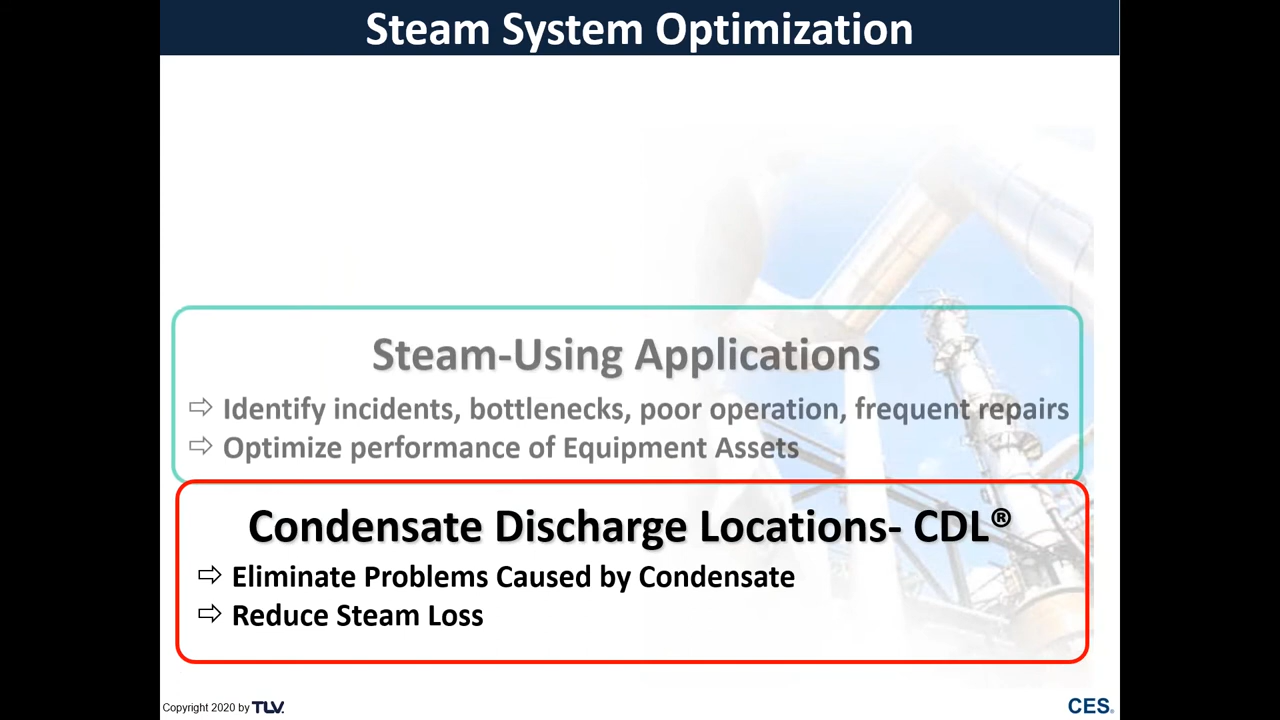 Steam System Optimization
Steam-Using Applications
⇨ Identify incidents, bottlenecks, poor operation, frequent repairs
⇨ Optimize performance of Equipment Assets
Condensate Discharge Locations- CDL®
⇨ Eliminate Problems Caused by Condensate
⇨ Reduce Steam Loss
Copyright 2020 by TLV.
CES®